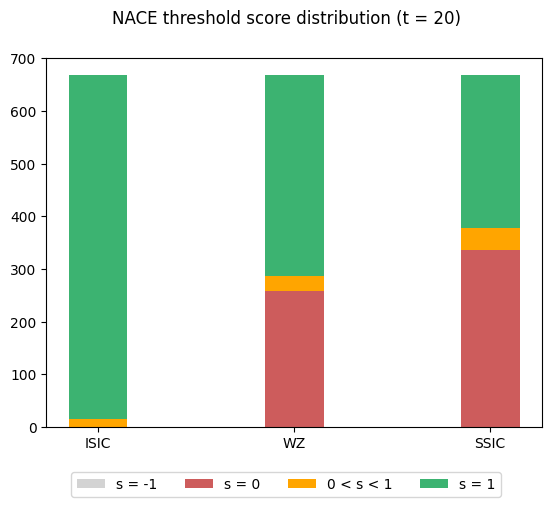 NACE threshold score distribution (t = 20)
700
600
500
400
300
200
100
0
ISIC WZ SSIC
s = -1 s = 0 0 < s < 1 s = 1